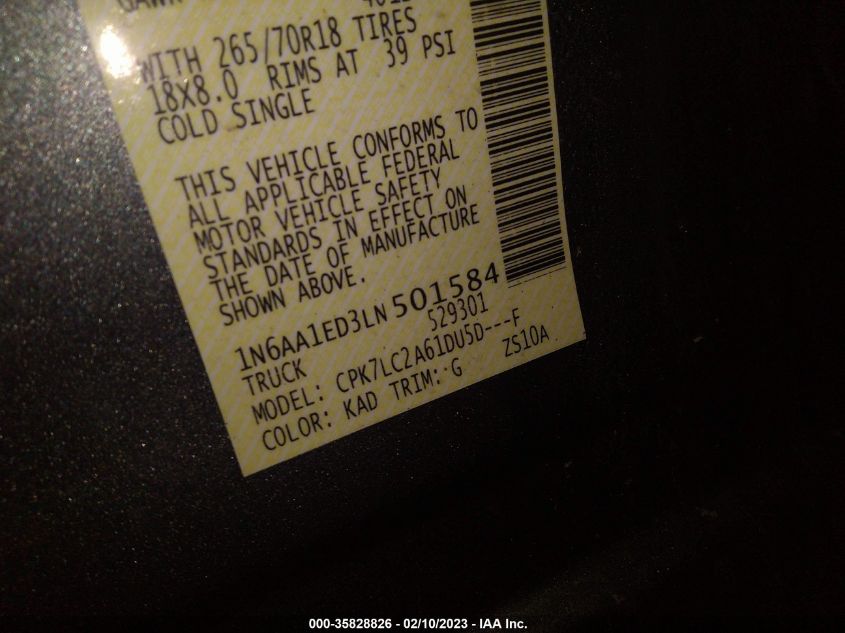 WITH 265/70R18 TIRES
18X8.0 RIMS AT 39 PSI
COLD SINGLE
THIS VEHICLE CONFORMS TO
ALL APPLICABLE FEDERAL
MOTOR VEHICLE SAFETY
STANDARDS IN EFFECT ON
THE DATE OF MANUFACTURE
SHOWN ABOVE.
1N6AA1ED3LN501584
TRUCK 529301
MODEL: CPK7LC2A61DU5D---F
COLOR: KAD TRIM: G ZS10A
000-35828826 - 02/10/2023 - IAA Inc.